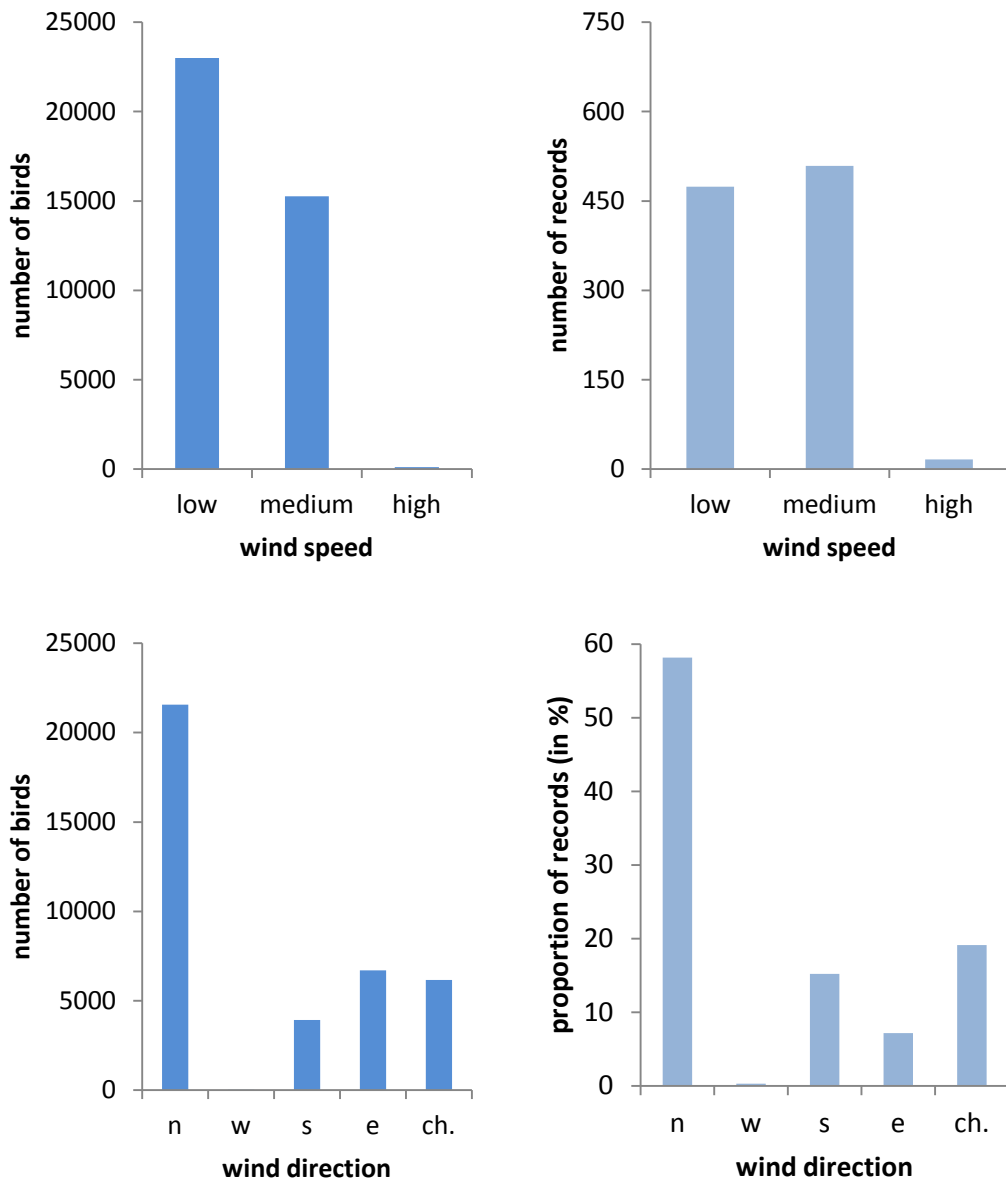 number of birds
25000
20000
15000
10000
5000
0
low medium high
wind speed
number of records
750
600
450
300
150
0
low medium high
wind speed
number of birds
25000
20000
15000
10000
5000
0
n w s e ch.
wind direction
proportion of records (in %)
60
50
40
30
20
10
0
n w s e ch.
wind direction